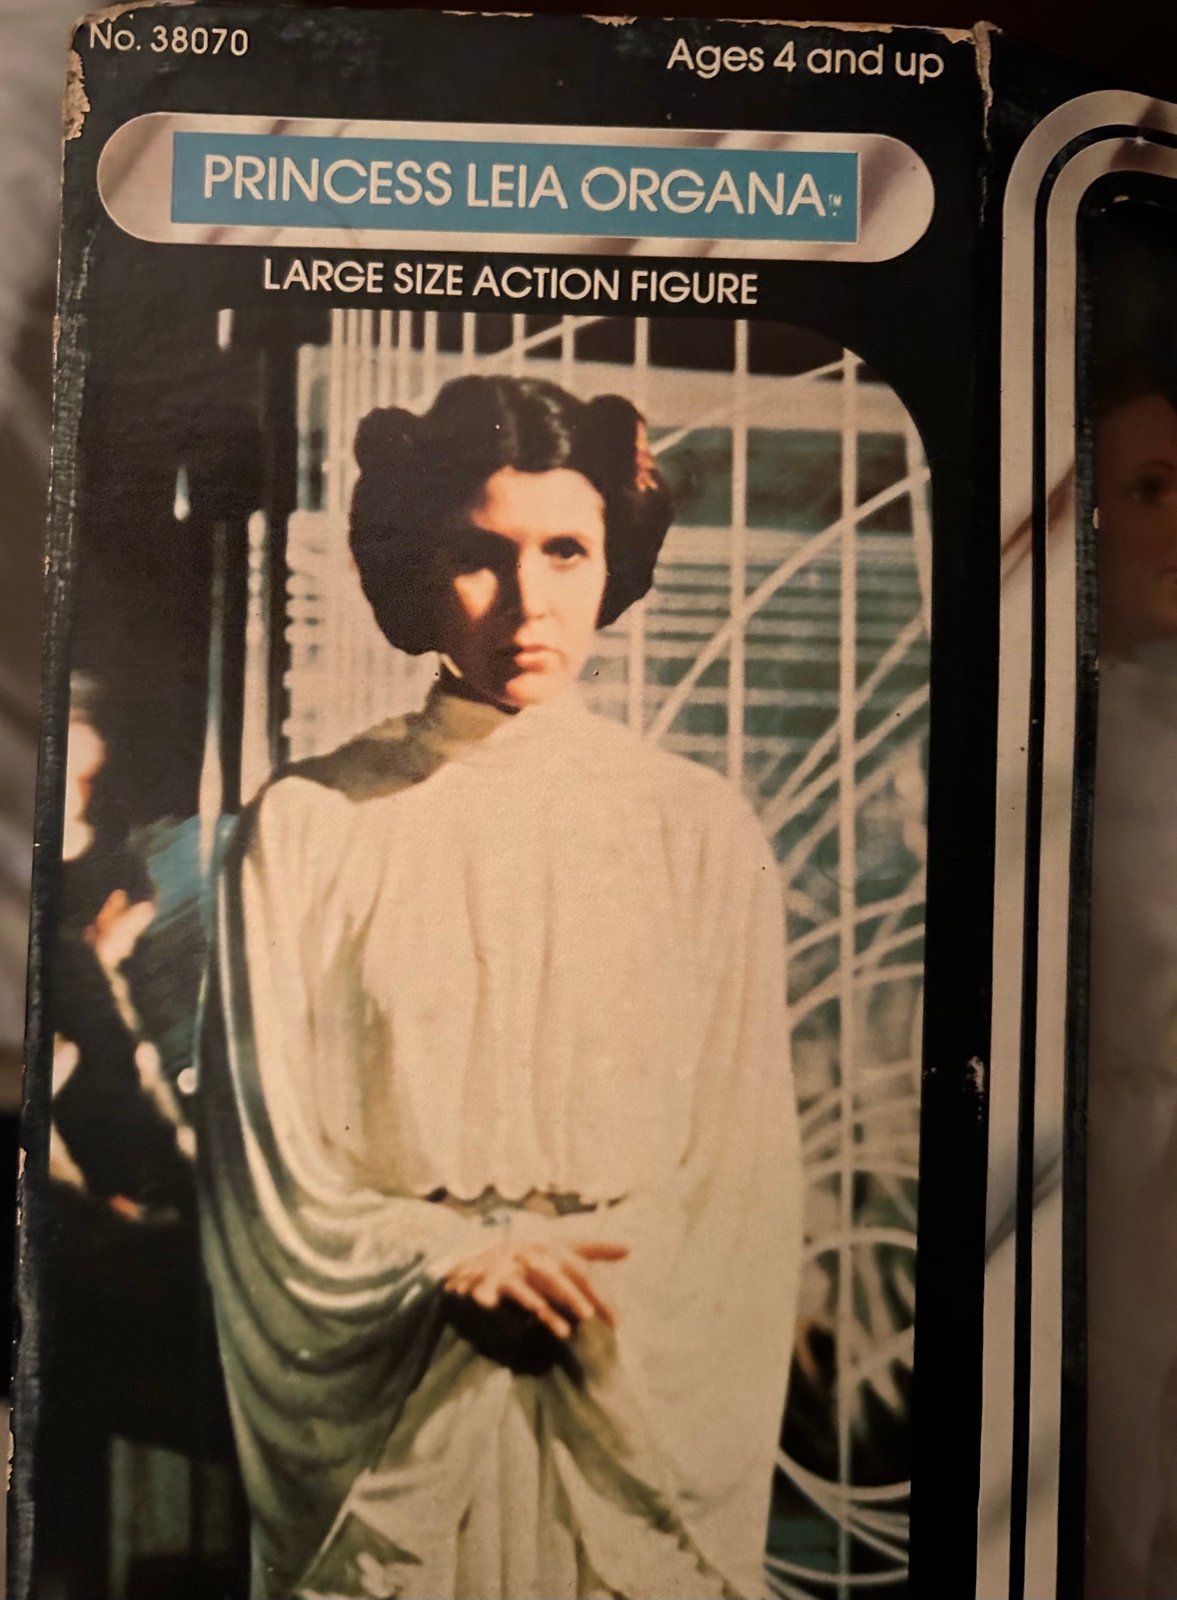 No. 38070
Ages 4 and up
PRINCESS LEIA ORGANA™
LARGE SIZE ACTION FIGURE